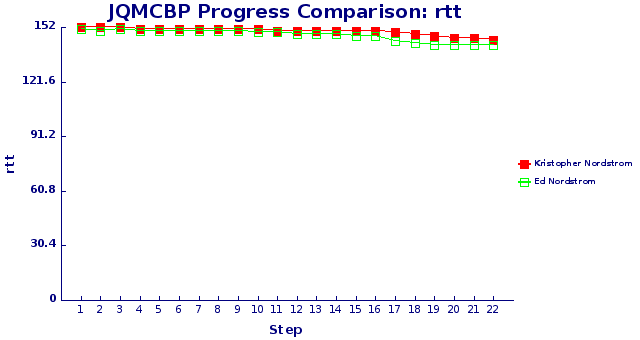 JQMCBP Progress Comparison: rtt
152
121.6
91.2
60.8
30.4
0
rtt
1 2 3 4 5 6 7 8 9 10 11 12 13 14 15 16 17 18 19 20 21 22
Step
Kristopher Nordstrom
Ed Nordstrom